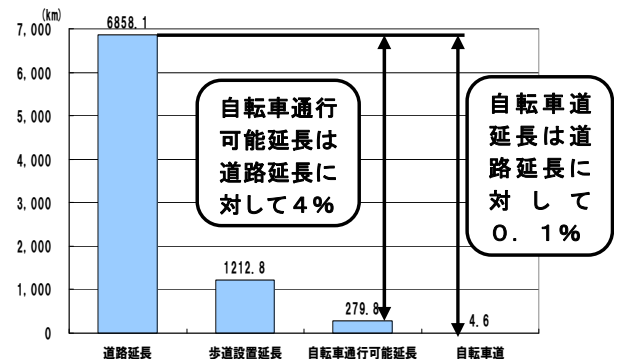 (km)
6858.1
7,000
6,000
5,000
4,000
3,000
2,000
1,000
0
自転車通行
可能延長は
道路延長に
対して４％
自転車道
延長は道
路延長に
対して
０．１％
1212.8
279.8
4.6
道路延長
歩道設置延長
自転車通行可能延長
自転車道